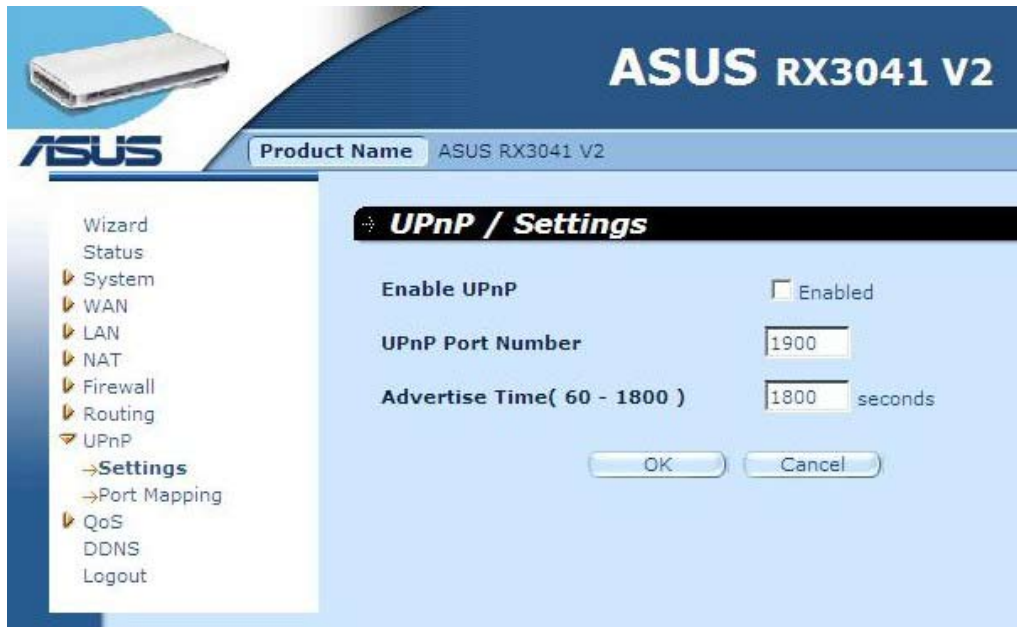 ASUS RX3041 V2
ASUS
Product Name ASUS RX3041 V2
Wizard
Status
System
WAN
LAN
NAT
Firewall
Routing
UPnP
→Settings
→Port Mapping
QoS
DDNS
Logout
UPnP / Settings
Enable UPnP Enabled
UPnP Port Number 1900
Advertise Time( 60 - 1800 ) 1800 seconds
OK Cancel